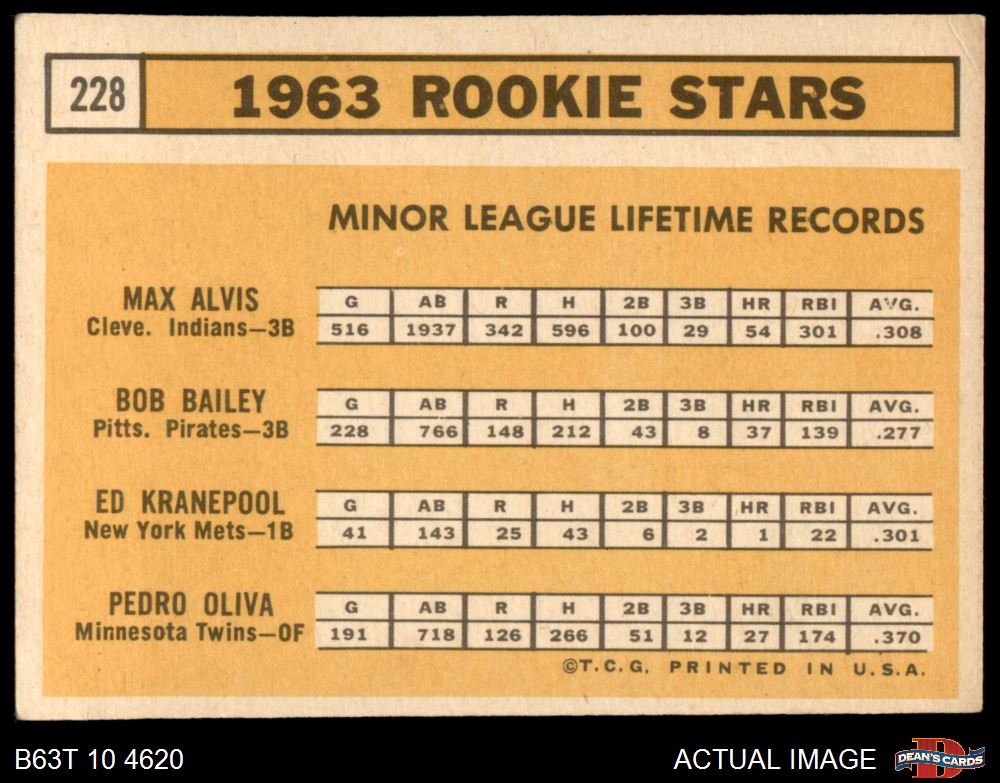 228
1963 ROOKIE STARS
MINOR LEAGUE LIFETIME RECORDS
MAX ALVIS
Cleve. Indians—3B
G AB R H 2B 3B HR RBI AVG.
516 1937 342 596 100 29 54 301 .308
BOB BAILEY
Pitts. Pirates—3B
G AB R H 2B 3B HR RBI AVG.
228 766 148 212 43 8 37 139 .277
ED KRANEPOOL
New York Mets—1B
G AB R H 2B 3B HR RBI AVG.
41 143 25 43 6 2 1 22 .301
PEDRO OLIVA
Minnesota Twins—OF
G AB R H 2B 3B HR RBI AVG.
191 718 126 266 51 12 27 174 .370
©T.C.G. PRINTED IN U.S.A.
B63T 10 4620
ACTUAL IMAGE
D
DEAN'S CARDS